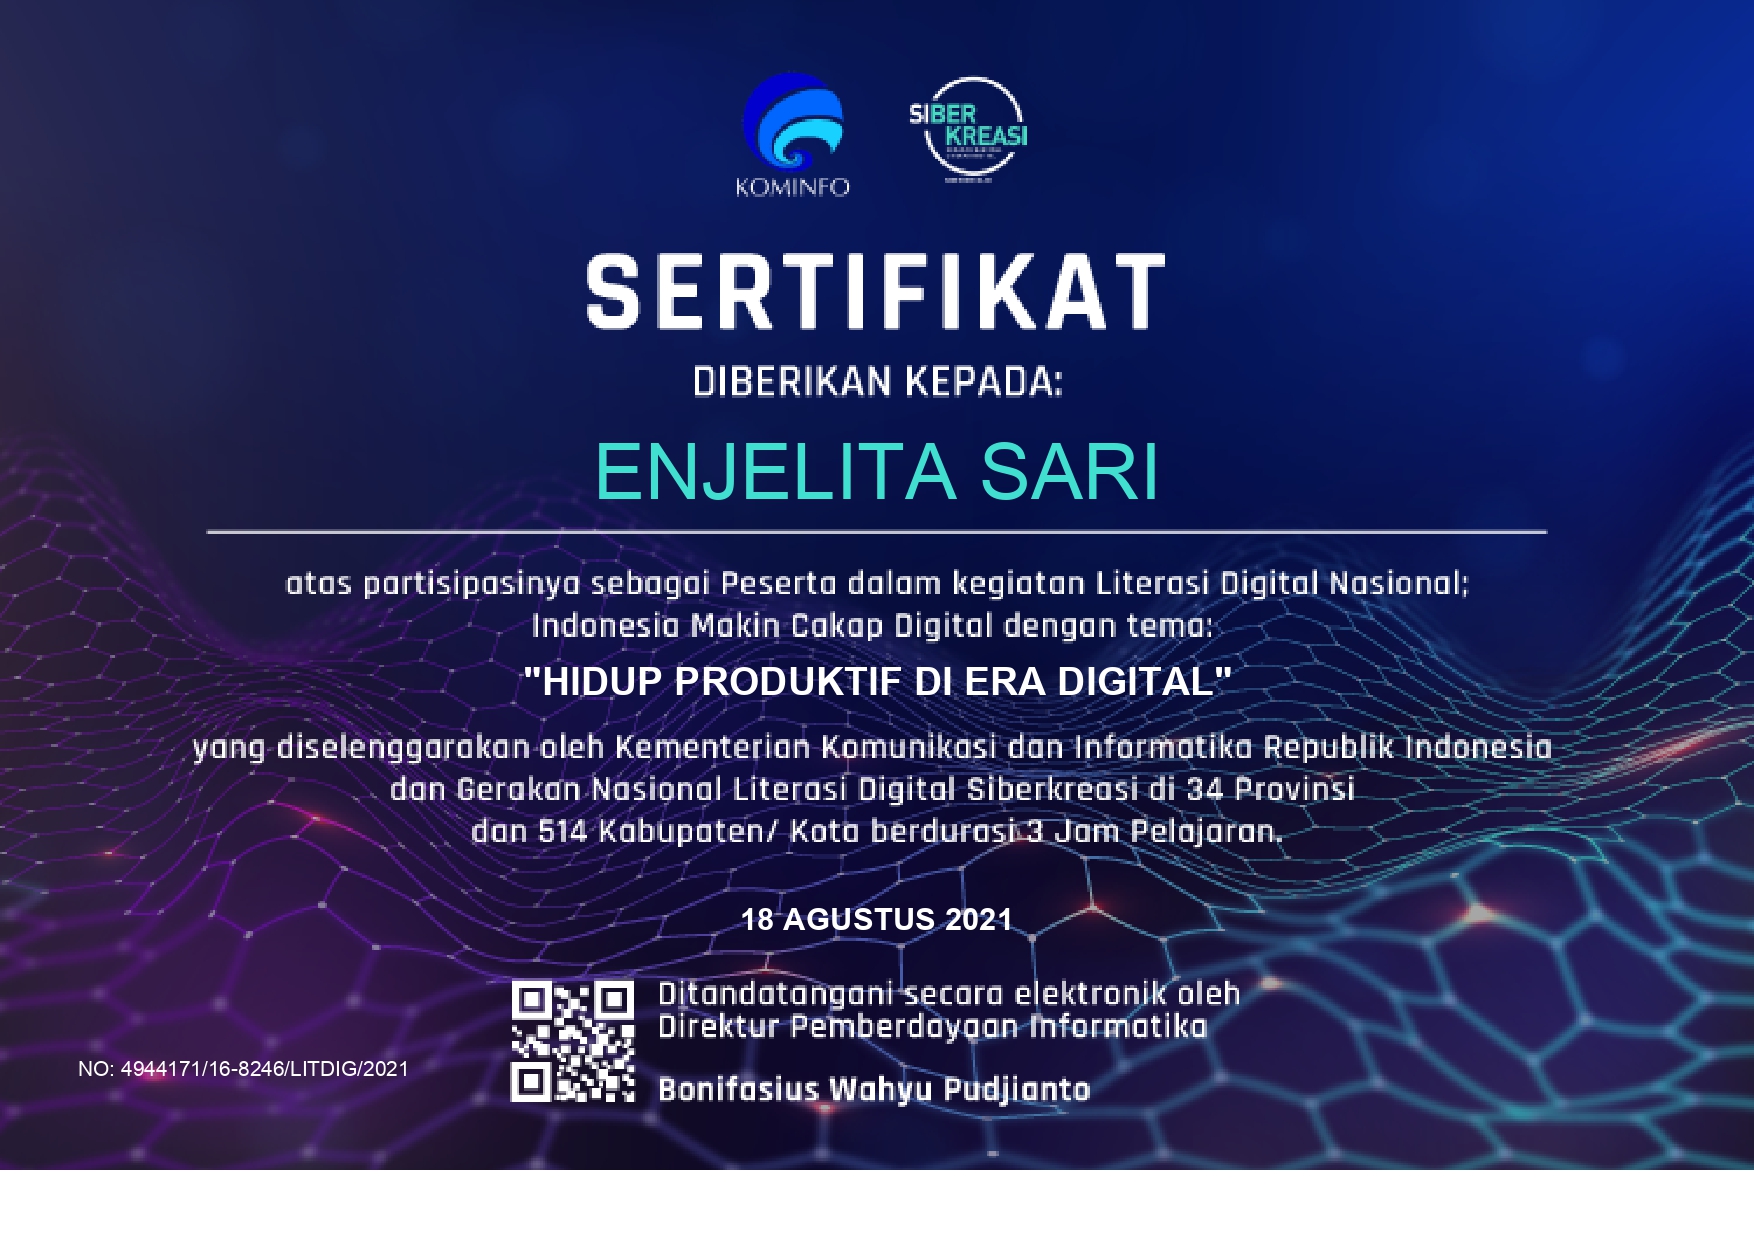 KOMINFO
SIBER
KREASI
SERTIFIKAT
DIBERIKAN KEPADA:
ENJELITA SARI
atas partisipasinya sebagai Peserta dalam kegiatan Literasi Digital Nasional;
Indonesia Makin Cakap Digital dengan tema:
"HIDUP PRODUKTIF DI ERA DIGITAL"
yang diselenggarakan oleh Kementerian Komunikasi dan Informatika Republik Indonesia
dan Gerakan Nasional Literasi Digital Siberkreasi di 34 Provinsi
dan 514 Kabupaten/ Kota berdurasi 3 Jam Pelajaran.
18 AGUSTUS 2021
Ditandatangani secara elektronik oleh
Direktur Pemberdayaan Informatika
NO: 4944171/16-8246/LITDIG/2021
Bonifasius Wahyu Pudjianto